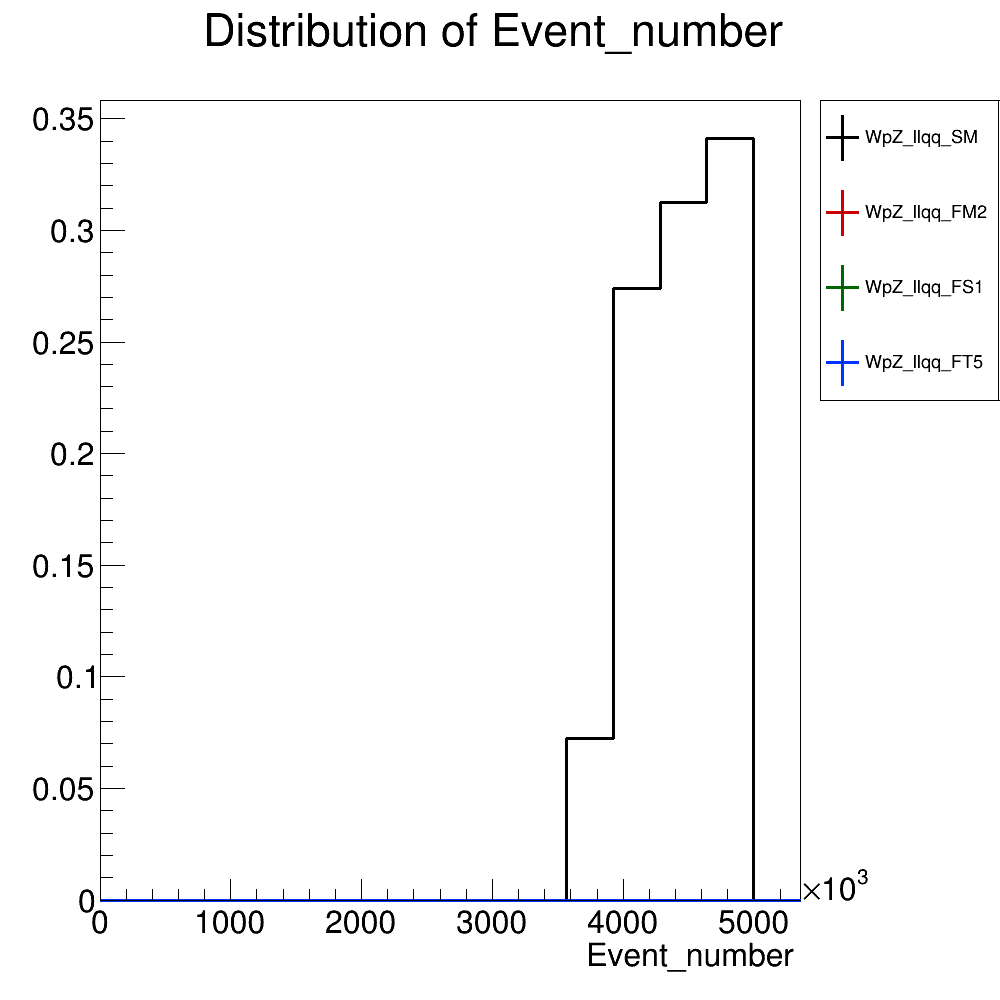 Distribution of Event_number
0.35
0.3
0.25
0.2
0.15
0.1
0.05
0
0 1000 2000 3000 4000 5000
×10³
Event_number
WpZ_llqq_SM
WpZ_llqq_FM2
WpZ_llqq_FS1
WpZ_llqq_FT5